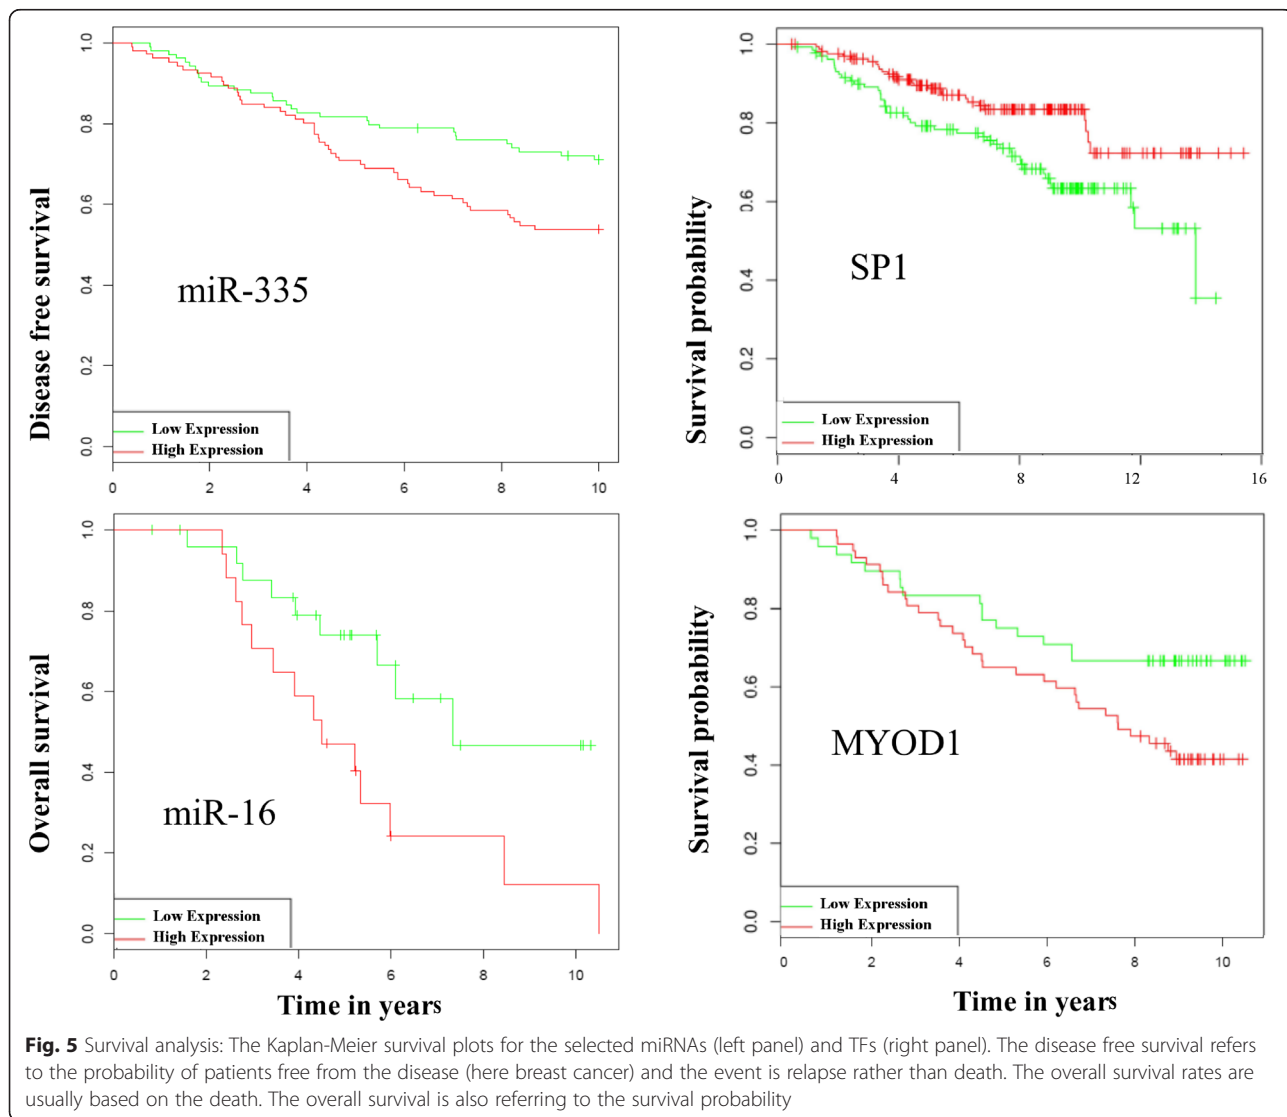 Disease free survival
1.0
0.8
0.6
0.4
0.2
0.0
miR-335
Low Expression
High Expression
0 2 4 6 8 10
Survival probability
1.0
0.8
0.6
0.4
0.2
0.0
SP1
Low Expression
High Expression
0 4 8 12 16
Overall survival
1.0
0.8
0.6
0.4
0.2
0.0
miR-16
Low Expression
High Expression
0 2 4 6 8 10
Time in years
Survival probability
1.0
0.8
0.6
0.4
0.2
0.0
MYOD1
Low Expression
High Expression
0 2 4 6 8 10
Time in years
Fig. 5 Survival analysis: The Kaplan-Meier survival plots for the selected miRNAs (left panel) and TFs (right panel). The disease free survival refers
to the probability of patients free from the disease (here breast cancer) and the event is relapse rather than death. The overall survival rates are
usually based on the death. The overall survival is also referring to the survival probability